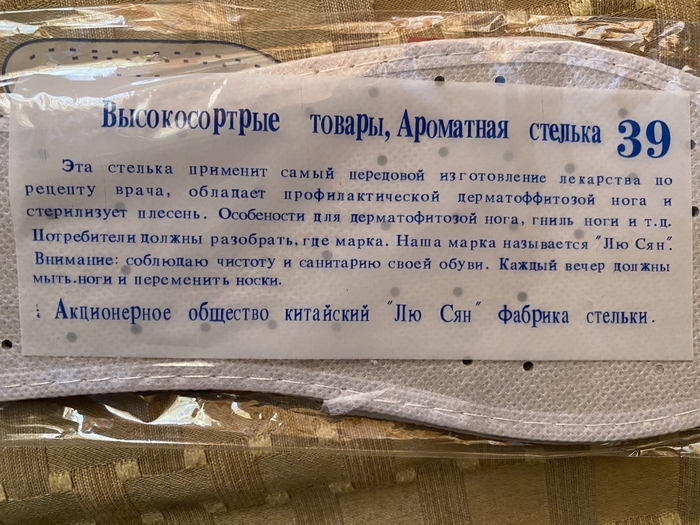 Высокосортрые товары, Ароматная стелька 39
Эта стелька применит самый передовой изготовление лекарства по
рецепту врача, обладает профилактической дерматоффитозой нога и
стерилизует плесень. Особености для дерматофитозой нога, гниль ноги и т.д.
Потребители должны разобрать, где марка. Наша марка называется "Лю Сян".
Внимание: соблюдаю чистоту и санитарию своей обуви. Каждый вечер должны
мыть.ноги и переменить носки.
Акционерное общество китайский "Лю Сян" фабрика стельки.